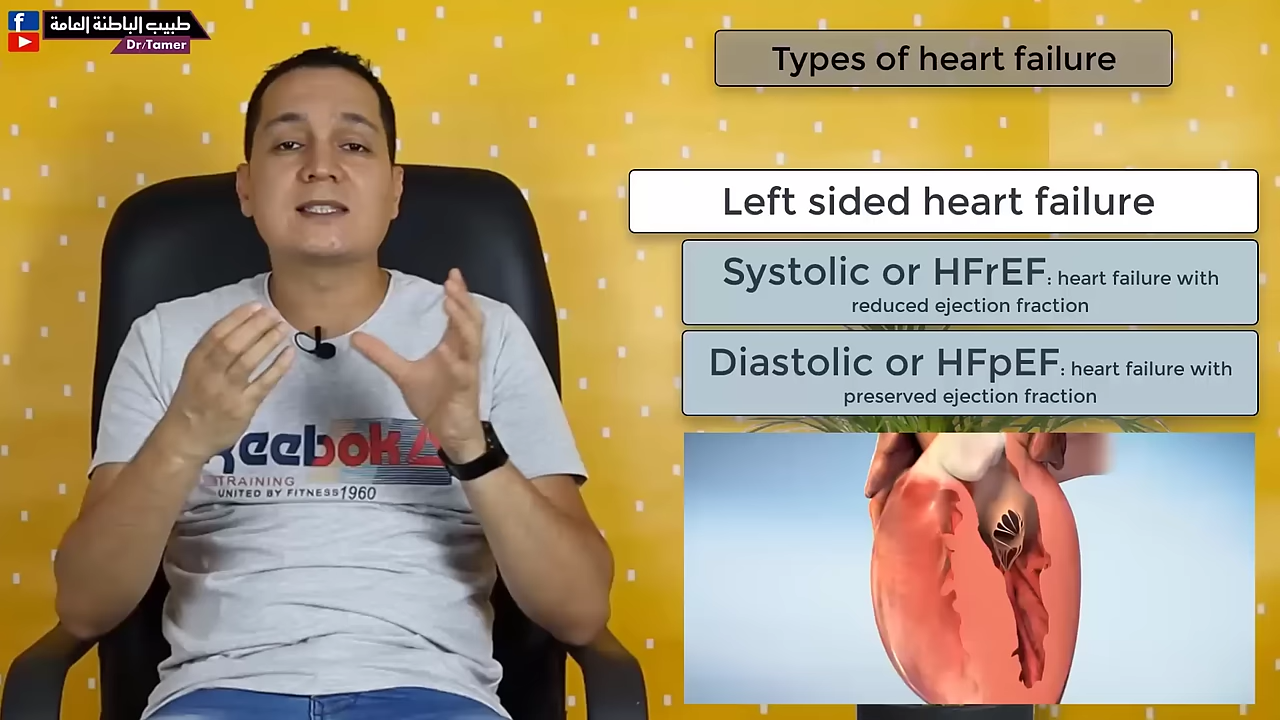 طبيب الباطنة العامة
Dr/Tamer
Types of heart failure
Left sided heart failure
Systolic or HFrEF: heart failure with
reduced ejection fraction
Diastolic or HFpEF: heart failure with
preserved ejection fraction
Reebok
TRAINING
UNITED BY FITNESS 1960